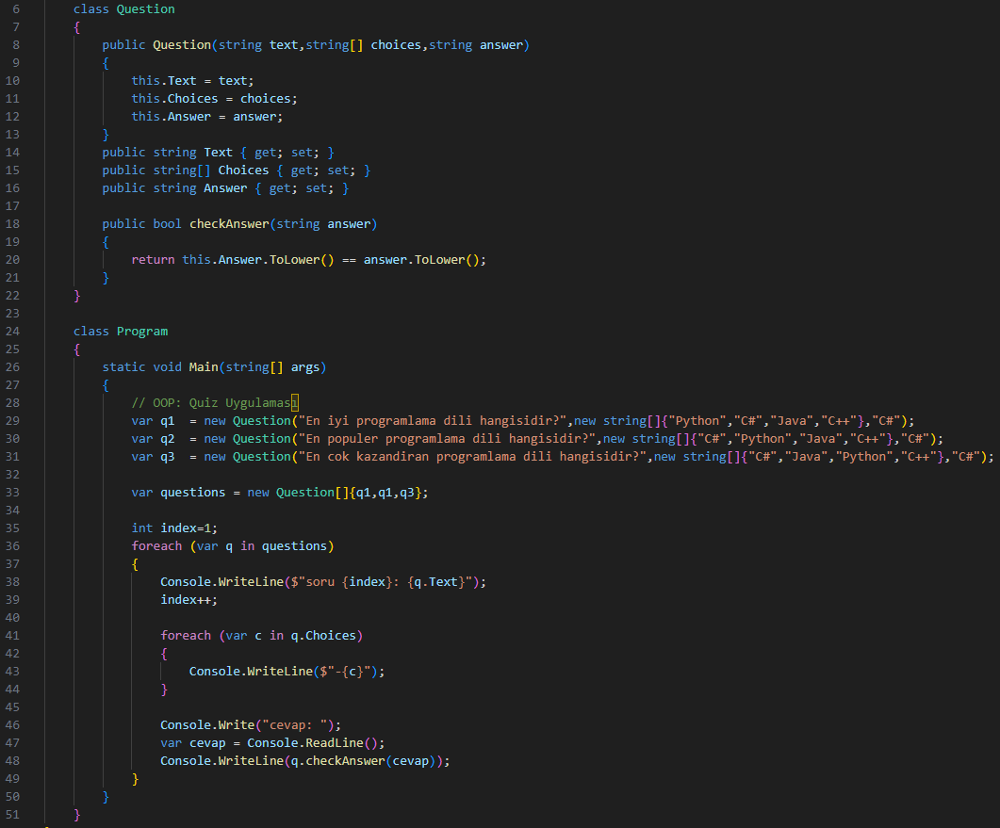 6 class Question
7 {
8 public Question(string text,string[] choices,string answer)
9 {
10 this.Text = text;
11 this.Choices = choices;
12 this.Answer = answer;
13 }
14 public string Text { get; set; }
15 public string[] Choices { get; set; }
16 public string Answer { get; set; }
17
18 public bool checkAnswer(string answer)
19 {
20 return this.Answer.ToLower() == answer.ToLower();
21 }
22 }
23
24 class Program
25 {
26 static void Main(string[] args)
27 {
28 // OOP: Quiz Uygulaması
29 var q1  = new Question("En iyi programlama dili hangisidir?",new string[]{"Python","C#","Java","C++"},"C#");
30 var q2  = new Question("En populer programlama dili hangisidir?",new string[]{"C#","Python","Java","C++"},"C#");
31 var q3  = new Question("En cok kazandiran programlama dili hangisidir?",new string[]{"C#","Java","Python","C++"},"C#");
32
33 var questions = new Question[]{q1,q1,q3};
34
35 int index=1;
36 foreach (var q in questions)
37 {
38 Console.WriteLine($"soru {index}: {q.Text}");
39 index++;
40
41 foreach (var c in q.Choices)
42 {
43 Console.WriteLine($"-{c}");
44 }
45
46 Console.Write("cevap: ");
47 var cevap = Console.ReadLine();
48 Console.WriteLine(q.checkAnswer(cevap));
49 }
50 }
51 }